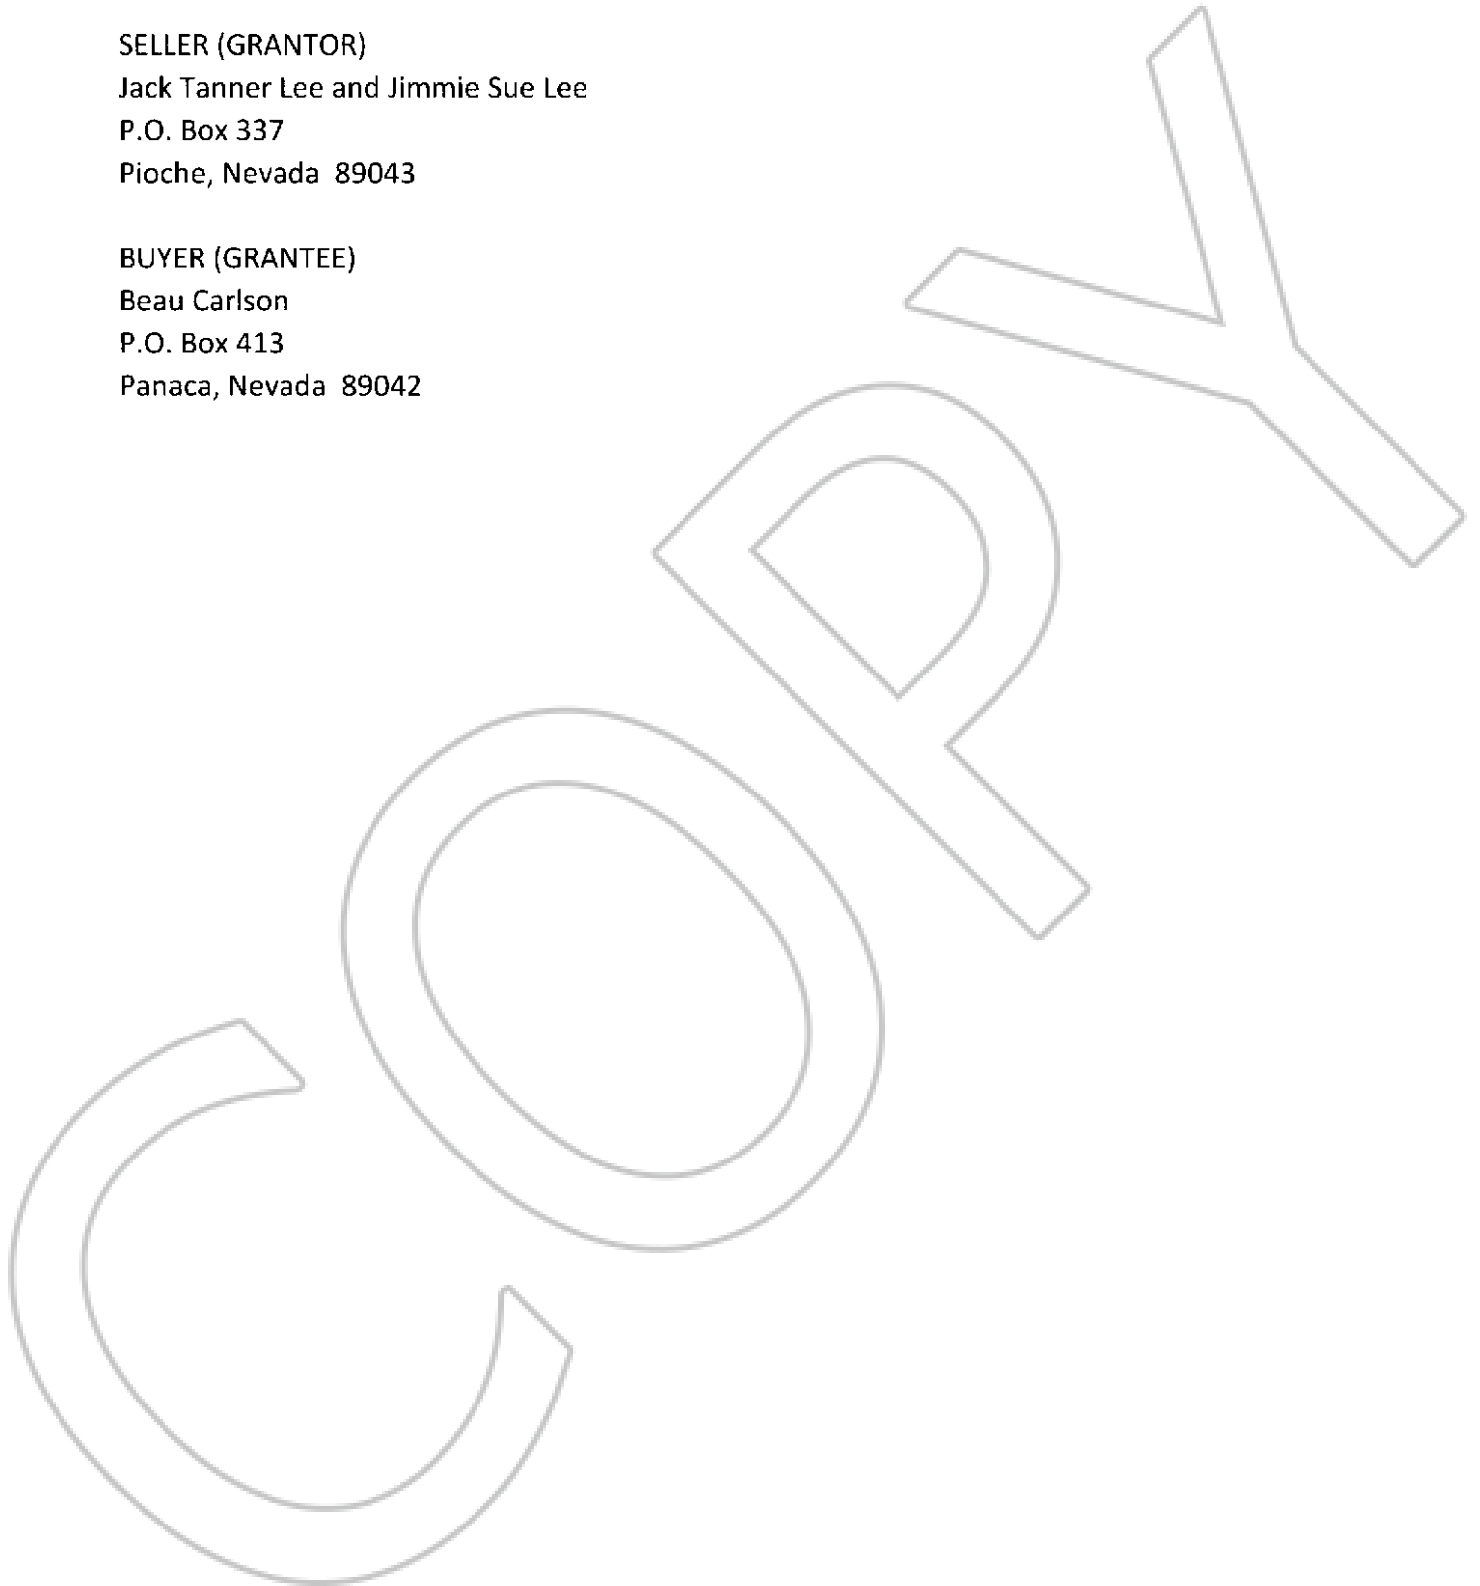 SELLER (GRANTOR)
Jack Tanner Lee and Jimmie Sue Lee
P.O. Box 337
Pioche, Nevada  89043
BUYER (GRANTEE)
Beau Carlson
P.O. Box 413
Panaca, Nevada  89042
COPY